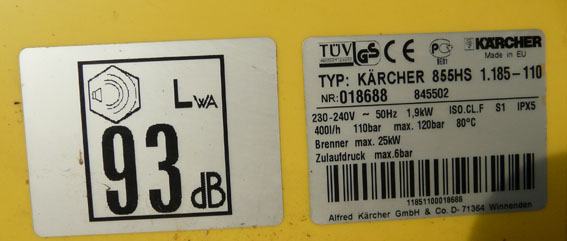 LWA
93 dB
TÜV GS CE KÄRCHER
Made in EU
TYP: KÄRCHER 855HS 1.185-110
NR: 018688 845502
230-240V ~ 50Hz 1,9kW ISO.CL.F S1 IPX5
400l/h 110bar max. 120bar 80°C
Brenner max. 25kW
Zulaufdruck max.6bar
11851100018688
Alfred Kärcher GmbH & Co. D-71364 Winnenden